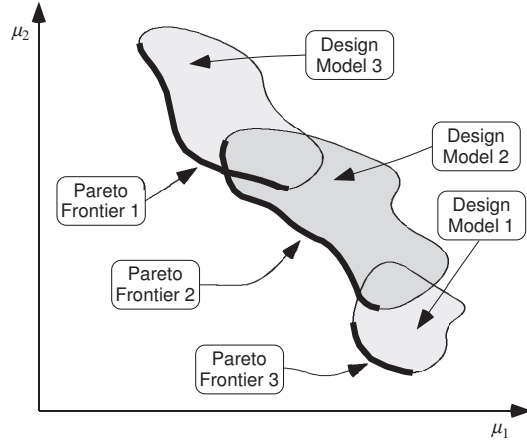 μ2
Design
Model 3
Design
Model 2
Pareto
Frontier 1
Design
Model 1
Pareto
Frontier 2
Pareto
Frontier 3
μ1